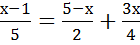 x-1/5 = 5-x/2 + 3x/4